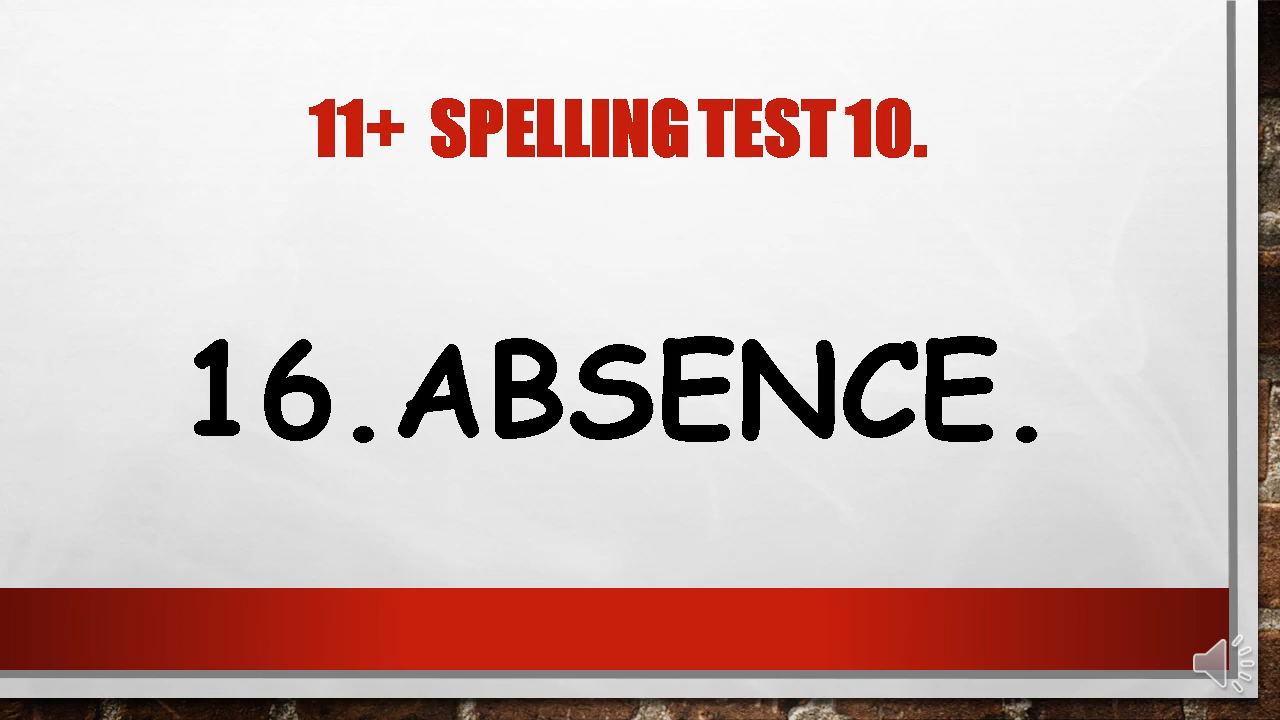 11+ SPELLING TEST 10.
16. ABSENCE.